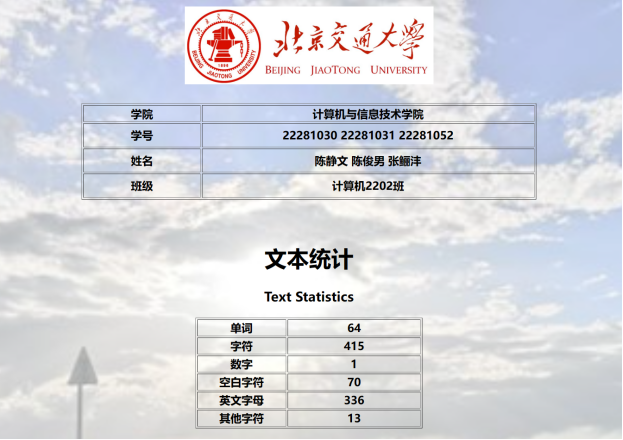 北京交通大学
BEIJING JIAOTONG UNIVERSITY
学院 计算机与信息技术学院
学号 22281030 22281031 22281052
姓名 陈静文 陈俊男 张鲡沣
班级 计算机2202班
文本统计
Text Statistics
单词 64
字符 415
数字 1
空白字符 70
英文字母 336
其他字符 13